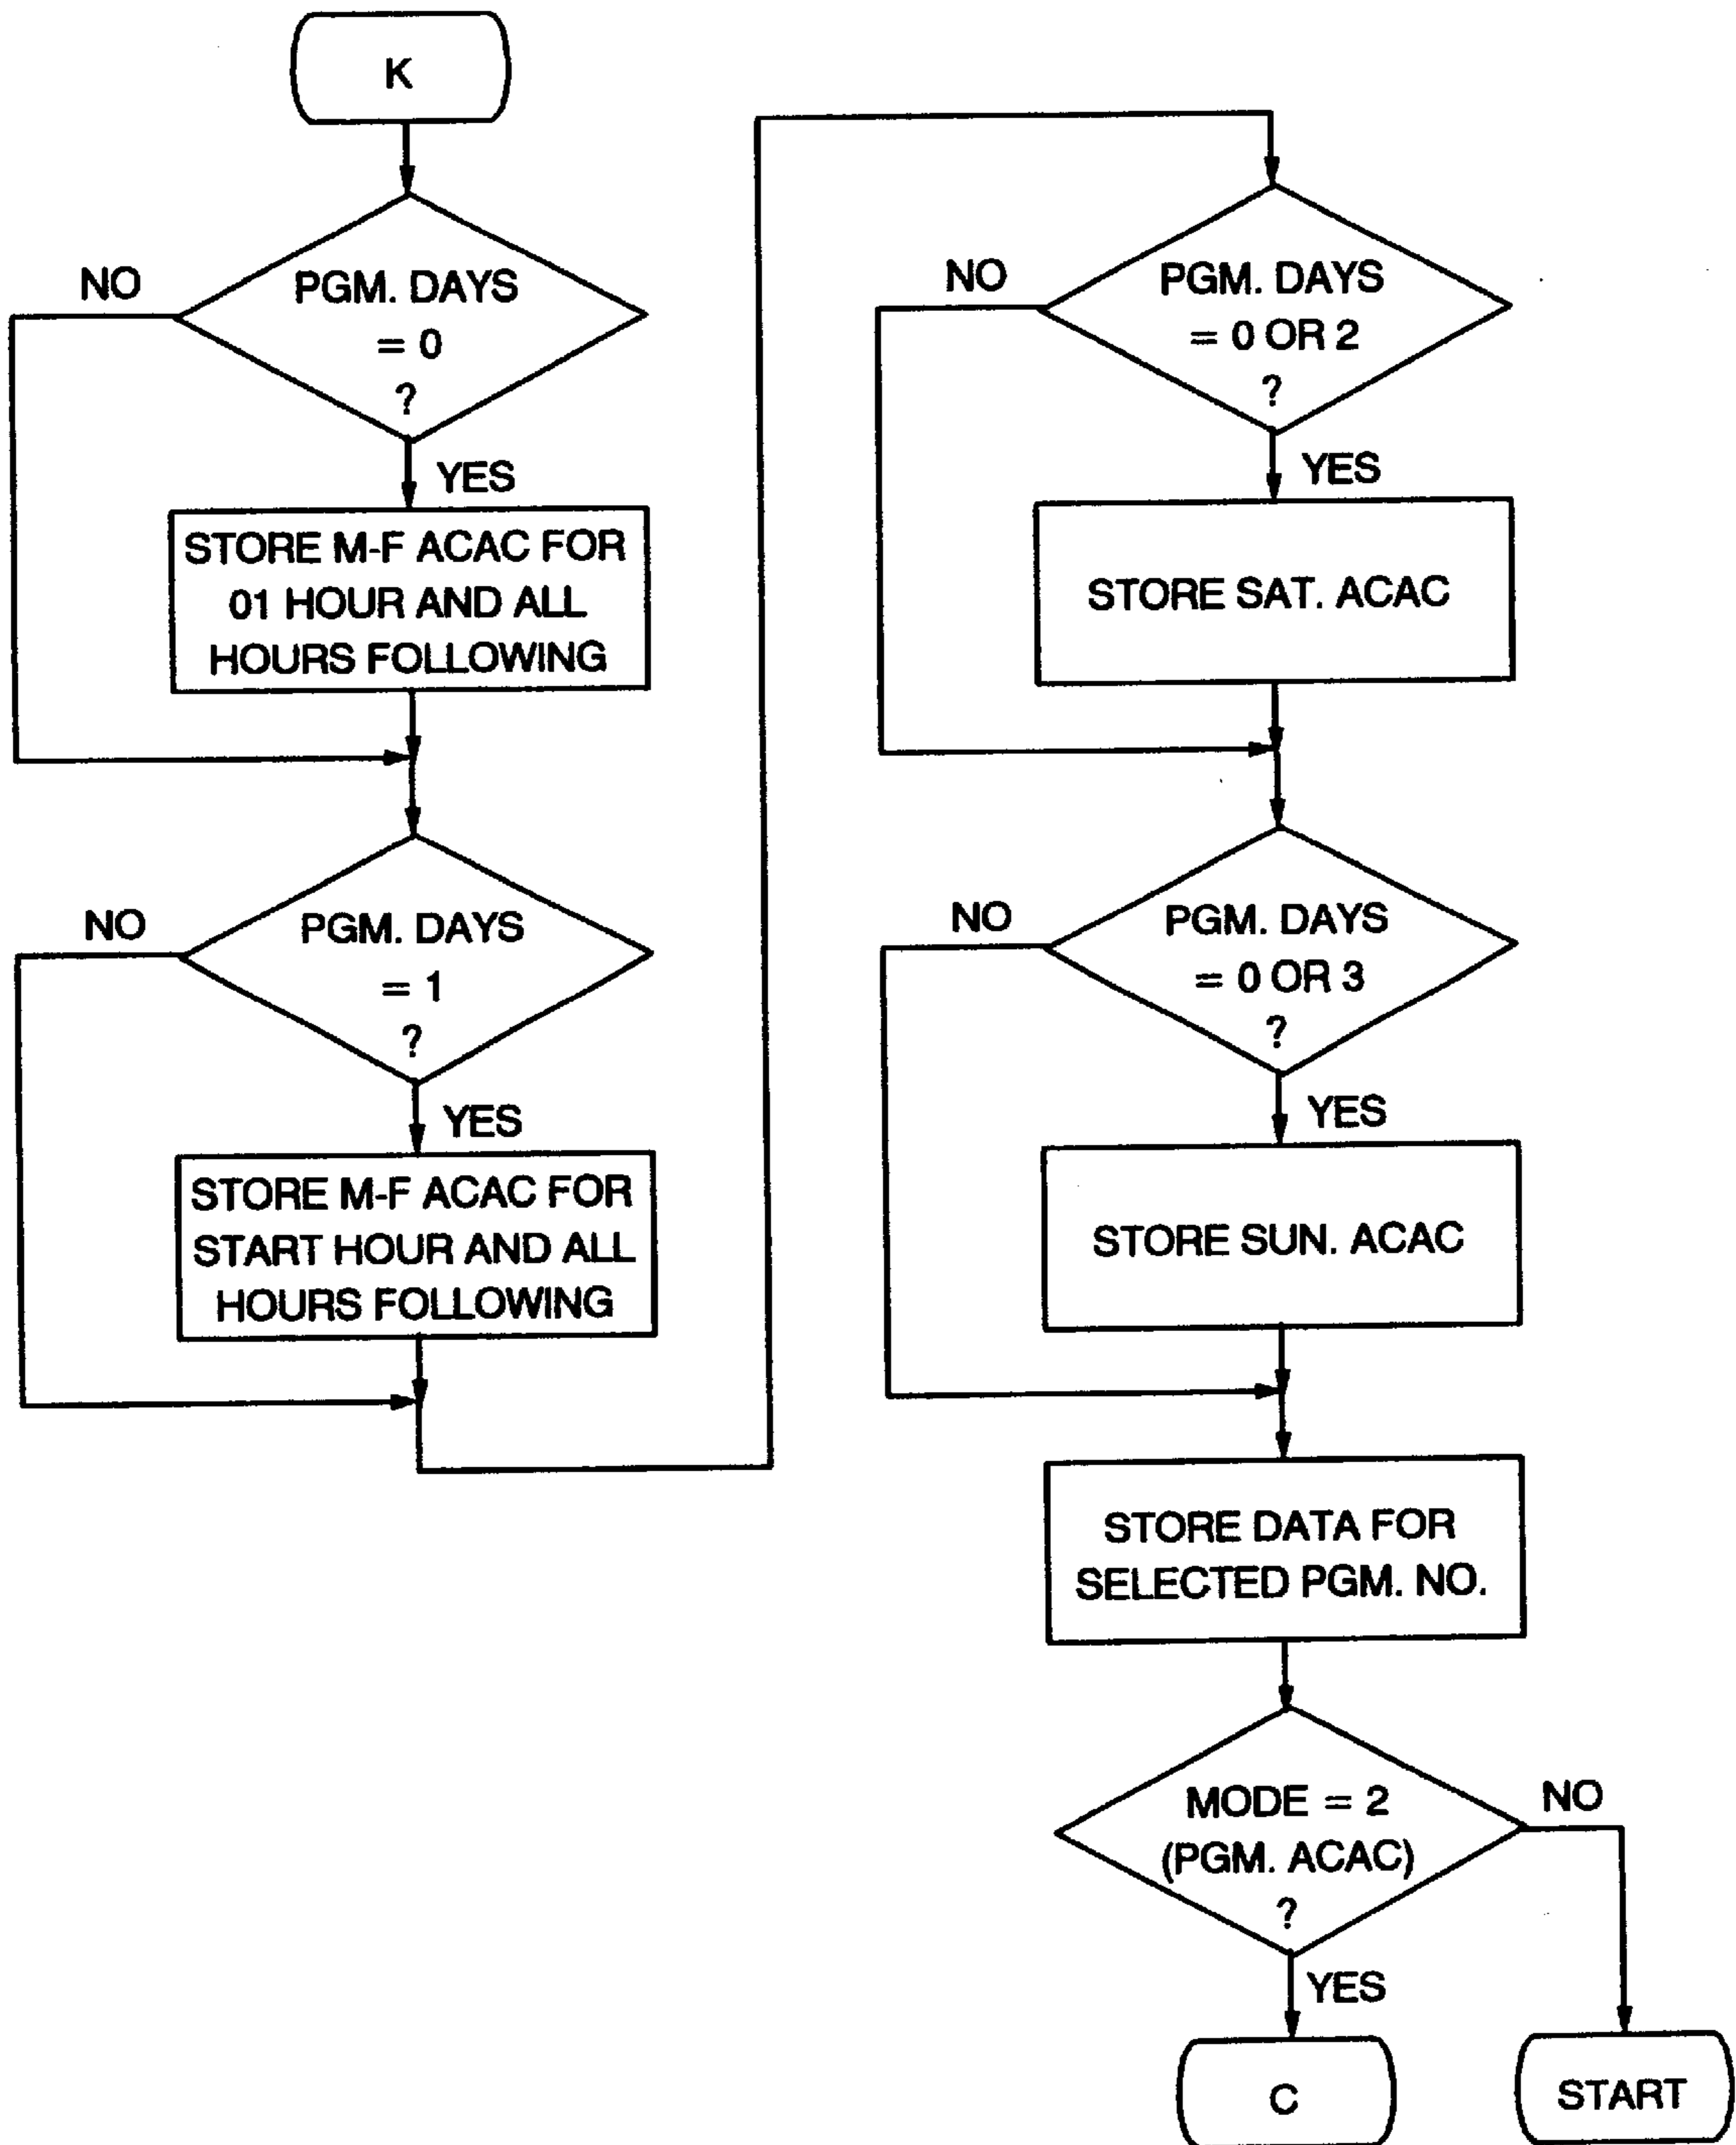 K
NO
PGM. DAYS
= 0
?
YES
STORE M-F ACAC FOR
01 HOUR AND ALL
HOURS FOLLOWING
NO
PGM. DAYS
= 1
?
YES
STORE M-F ACAC FOR
START HOUR AND ALL
HOURS FOLLOWING
NO
PGM. DAYS
= 0 OR 2
?
YES
STORE SAT. ACAC
NO
PGM. DAYS
= 0 OR 3
?
YES
STORE SUN. ACAC
STORE DATA FOR
SELECTED PGM. NO.
MODE = 2
(PGM. ACAC)
?
NO
YES
C
START